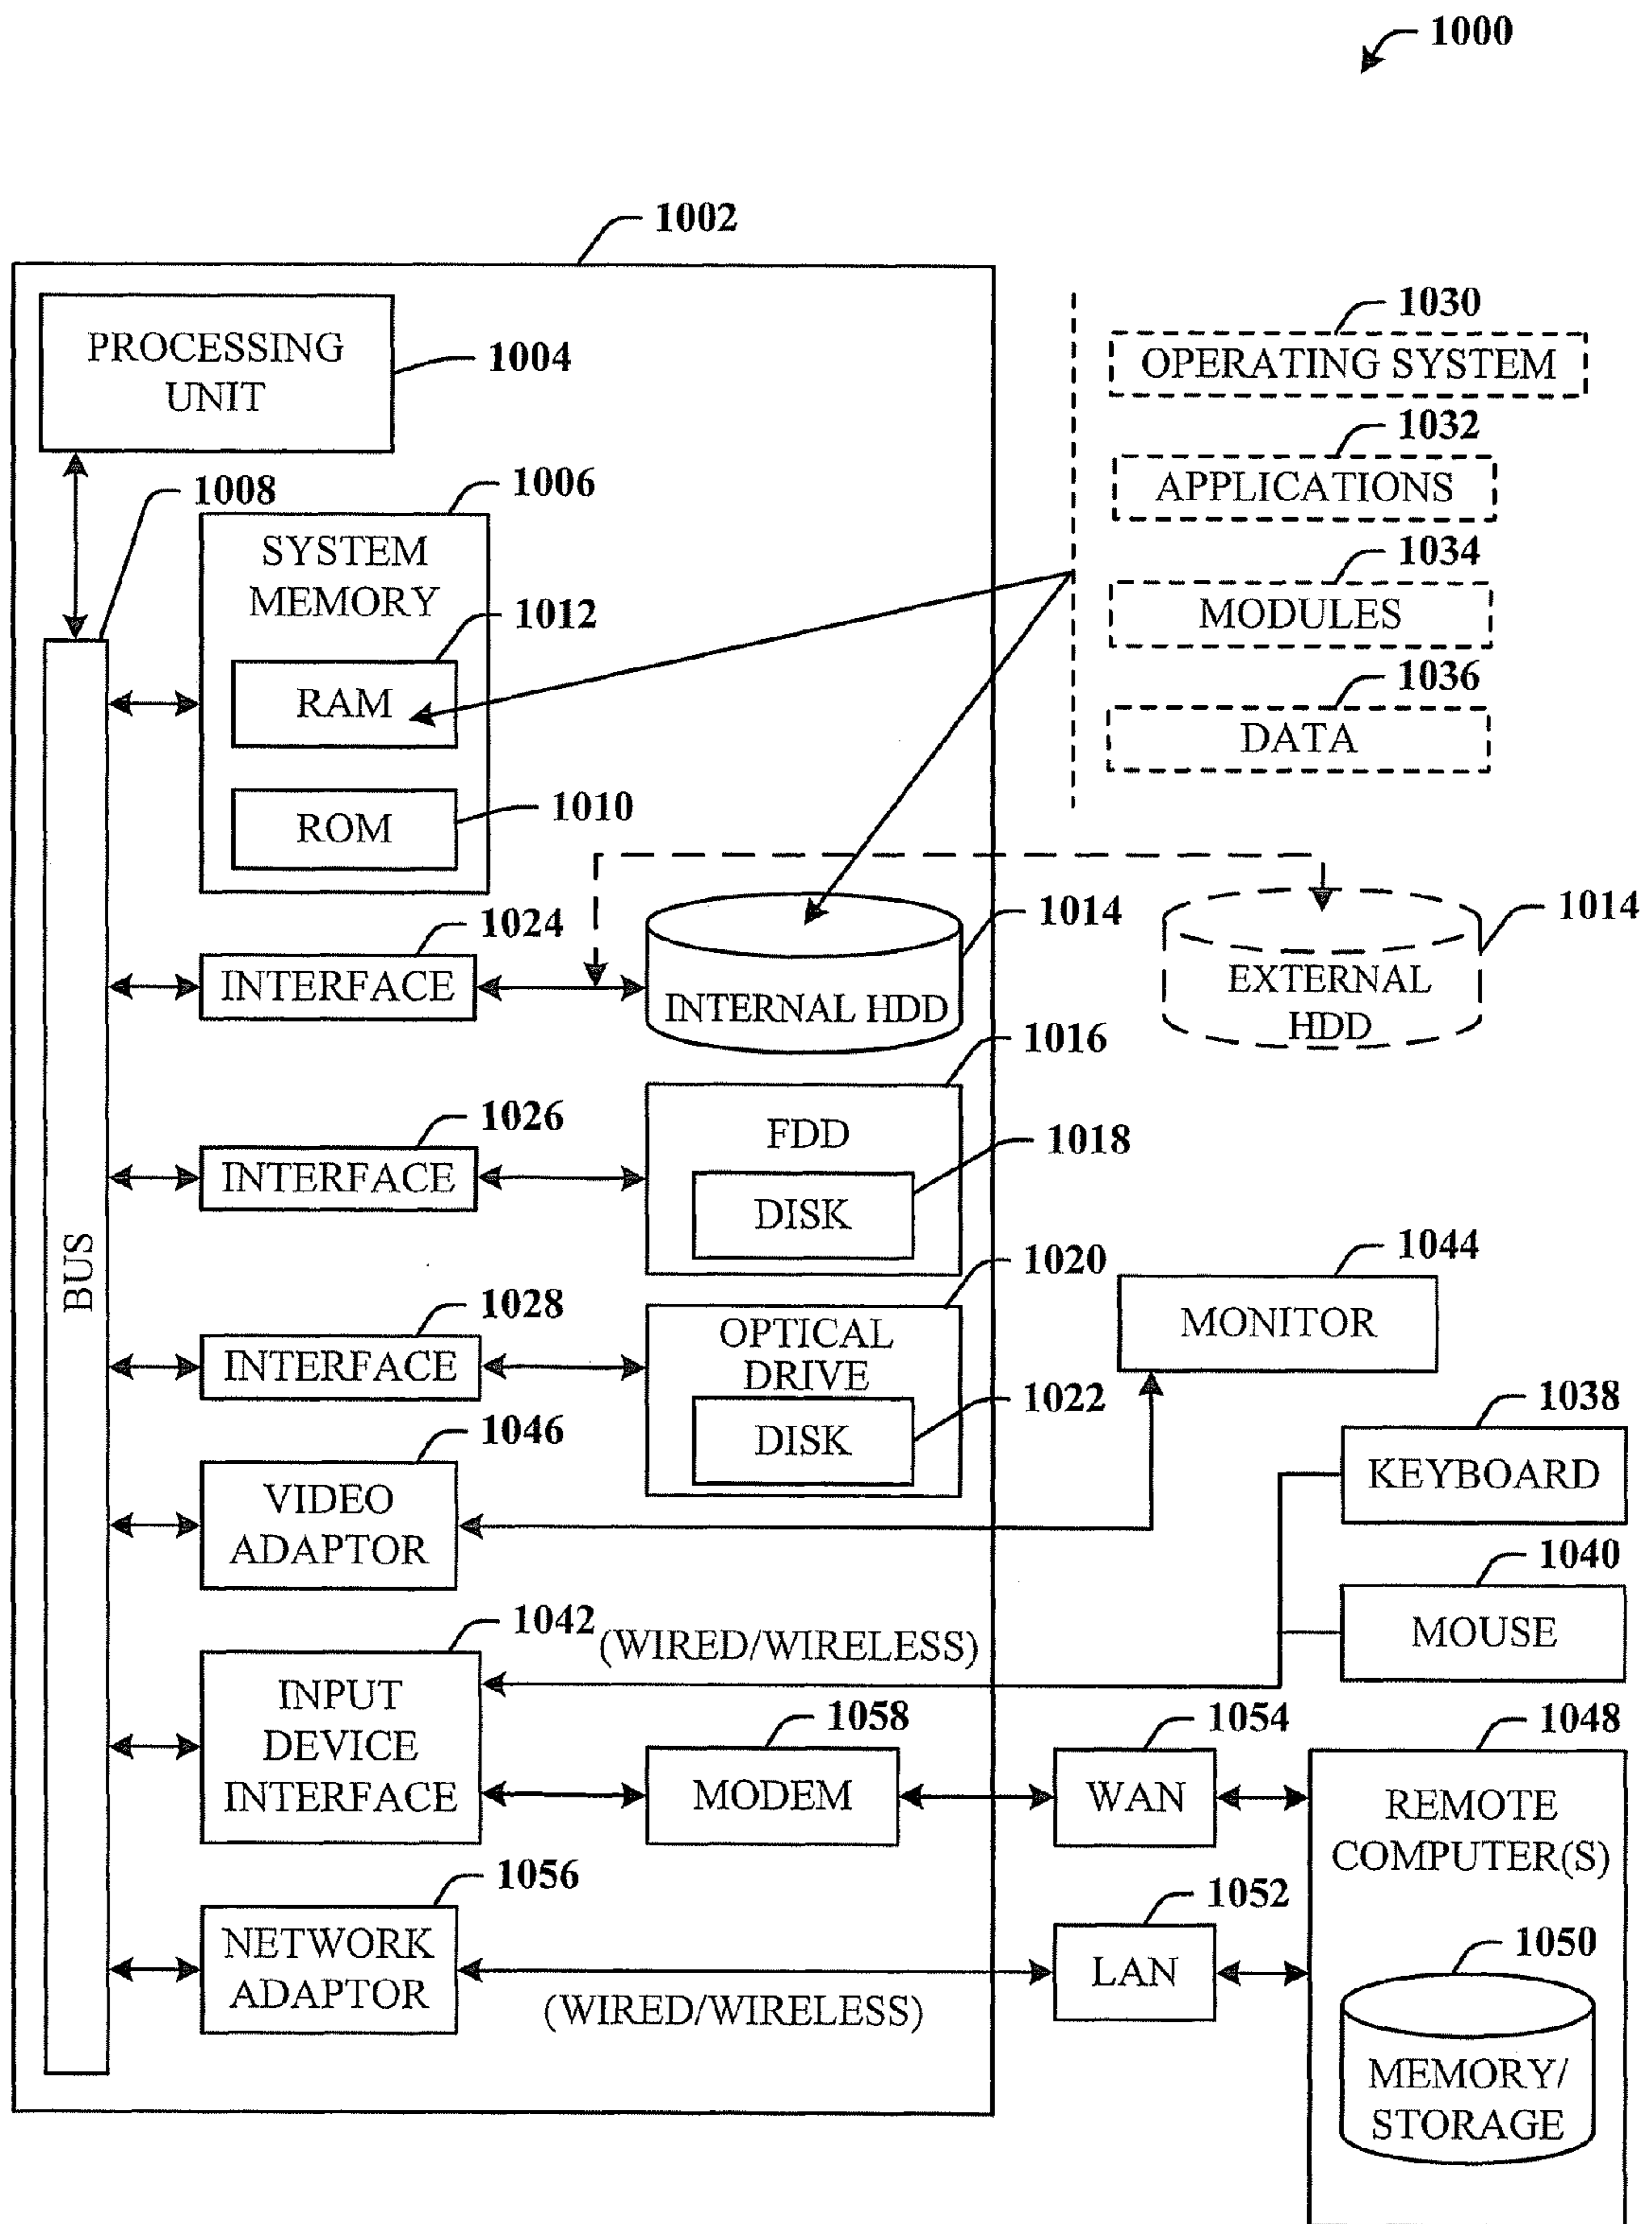 1000
1002
PROCESSING
UNIT
1004
1030
OPERATING SYSTEM
1032
APPLICATIONS
1034
MODULES
1036
DATA
1008
1006
SYSTEM
MEMORY
1012
RAM
1010
ROM
1024
INTERFACE
1014
INTERNAL HDD
1014
EXTERNAL
HDD
1016
1026
INTERFACE
FDD
1018
DISK
BUS
1020
1028
INTERFACE
OPTICAL
DRIVE
1022
DISK
1044
MONITOR
1046
VIDEO
ADAPTOR
1038
KEYBOARD
1040
MOUSE
1042
(WIRED/WIRELESS)
INPUT
DEVICE
INTERFACE
1058
MODEM
1054
WAN
1048
REMOTE
COMPUTER(S)
1056
NETWORK
ADAPTOR
(WIRED/WIRELESS)
1052
LAN
1050
MEMORY/
STORAGE